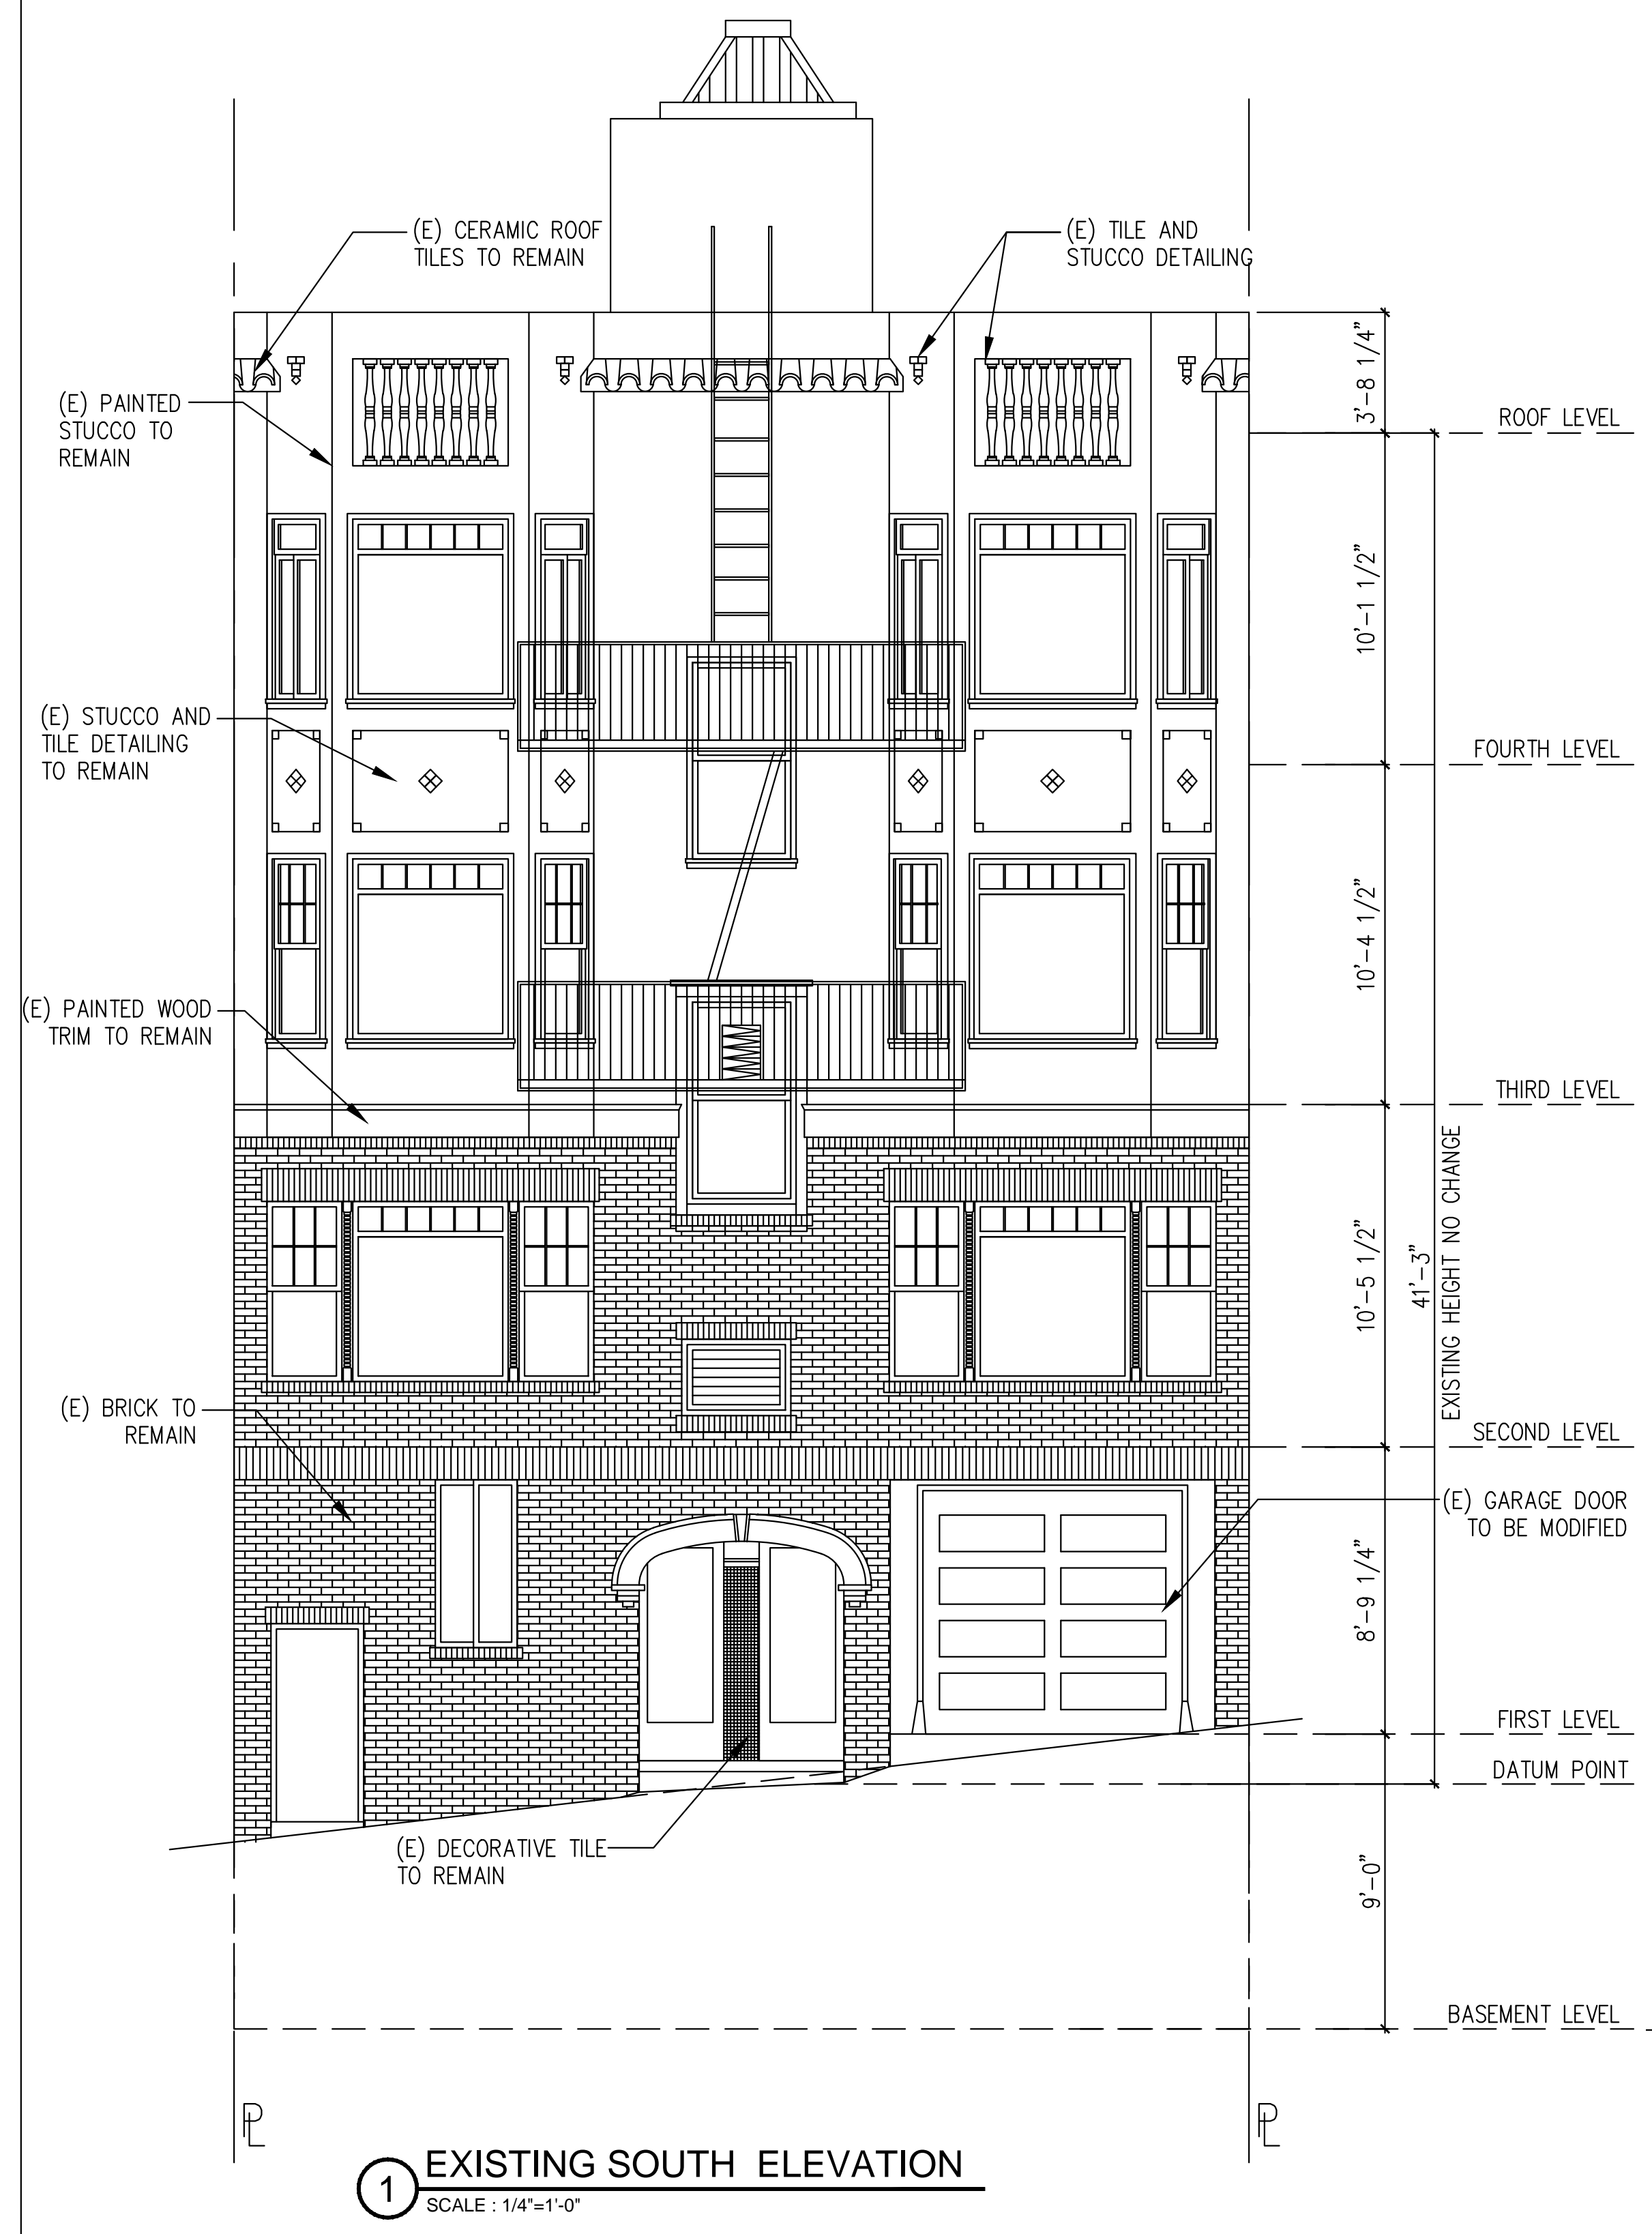 (E) CERAMIC ROOF
TILES TO REMAIN
(E) TILE AND
STUCCO DETAILING
(E) PAINTED
STUCCO TO
REMAIN
3'-8 1/4"
ROOF LEVEL
10'-1 1/2"
(E) STUCCO AND
TILE DETAILING
TO REMAIN
FOURTH LEVEL
10'-4 1/2"
(E) PAINTED WOOD
TRIM TO REMAIN
THIRD LEVEL
10'-5 1/2"
41'-3"
EXISTING HEIGHT NO CHANGE
(E) BRICK TO
REMAIN
SECOND LEVEL
(E) GARAGE DOOR
TO BE MODIFIED
8'-9 1/4"
FIRST LEVEL
DATUM POINT
(E) DECORATIVE TILE
TO REMAIN
9'-0"
BASEMENT LEVEL
PL
PL
1
EXISTING SOUTH ELEVATION
SCALE : 1/4"=1'-0"